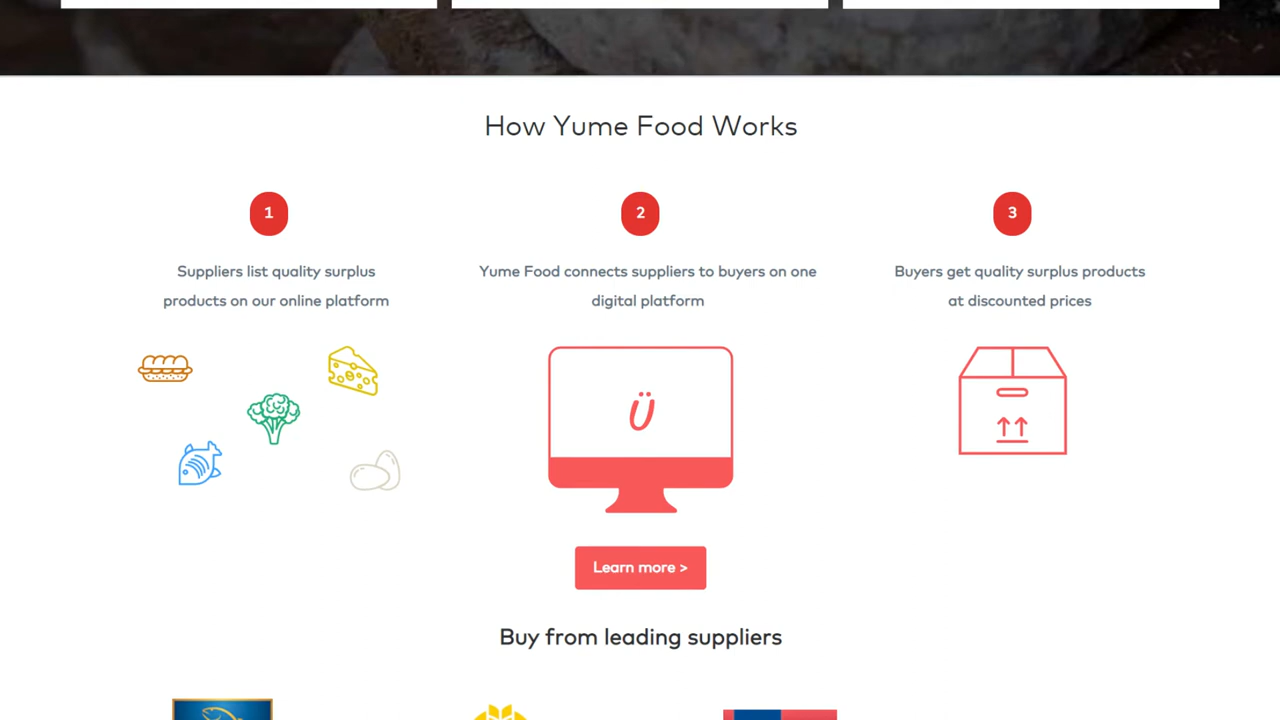 How Yume Food Works
1
Suppliers list quality surplus
products on our online platform
2
Yume Food connects suppliers to buyers on one
digital platform
3
Buyers get quality surplus products
at discounted prices
Ü
Learn more >
Buy from leading suppliers